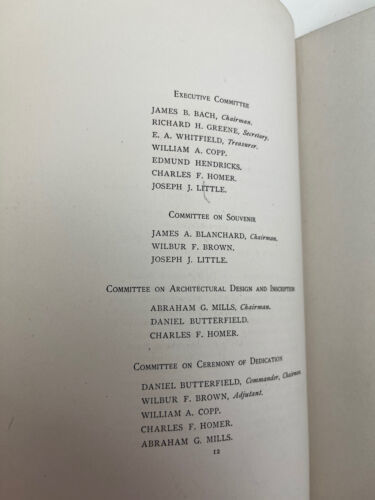 EXECUTIVE COMMITTEE
JAMES B. BACH, Chairman.
RICHARD H. GREENE, Secretary.
E. A. WHITFIELD, Treasurer.
WILLIAM A. COPP.
EDMUND HENDRICKS.
CHARLES F. HOMER.
JOSEPH J. LITTLE.
COMMITTEE ON SOUVENIR
JAMES A. BLANCHARD, Chairman.
WILBUR F. BROWN,
JOSEPH J. LITTLE.
COMMITTEE ON ARCHITECTURAL DESIGN AND INSCRIPTION
ABRAHAM G. MILLS, Chairman.
DANIEL BUTTERFIELD.
CHARLES F. HOMER.
COMMITTEE ON CEREMONY OF DEDICATION
DANIEL BUTTERFIELD, Commander, Chairman.
WILBUR F. BROWN, Adjutant.
WILLIAM A. COPP.
CHARLES F. HOMER.
ABRAHAM G. MILLS.
12